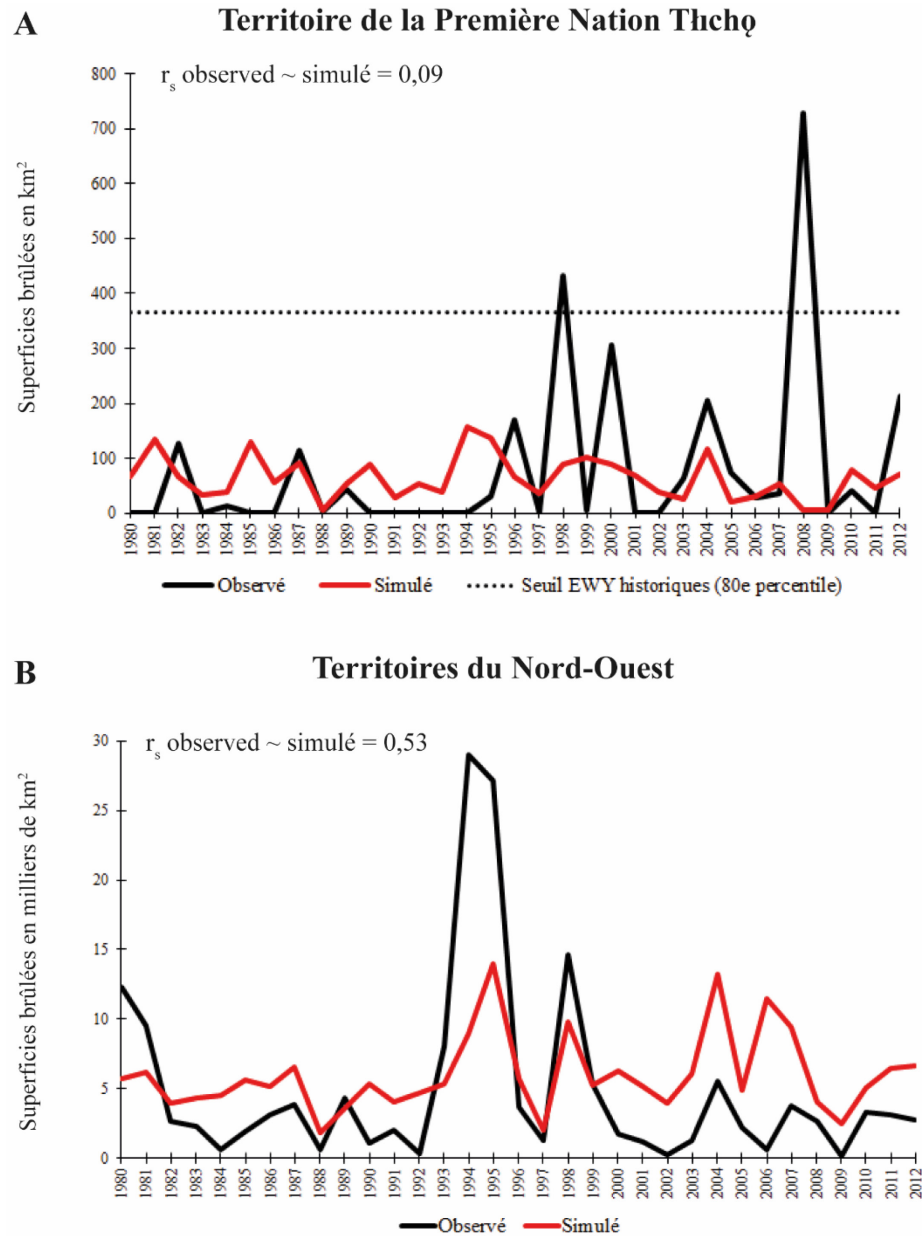 A
Territoire de la Première Nation Tłıchǫ
rs observed ~ simulé = 0,09
Superficies brûlées en km²
800
700
600
500
400
300
200
100
0
1980 1981 1982 1983 1984 1985 1986 1987 1988 1989 1990 1991 1992 1993 1994 1995 1996 1997 1998 1999 2000 2001 2002 2003 2004 2005 2006 2007 2008 2009 2010 2011 2012
Observé Simulé Seuil EWY historiques (80e percentile)
B
Territoires du Nord-Ouest
rs observed ~ simulé = 0,53
Superficies brûlées en milliers de km²
30
25
20
15
10
5
0
1980 1981 1982 1983 1984 1985 1986 1987 1988 1989 1990 1991 1992 1993 1994 1995 1996 1997 1998 1999 2000 2001 2002 2003 2004 2005 2006 2007 2008 2009 2010 2011 2012
Observé Simulé